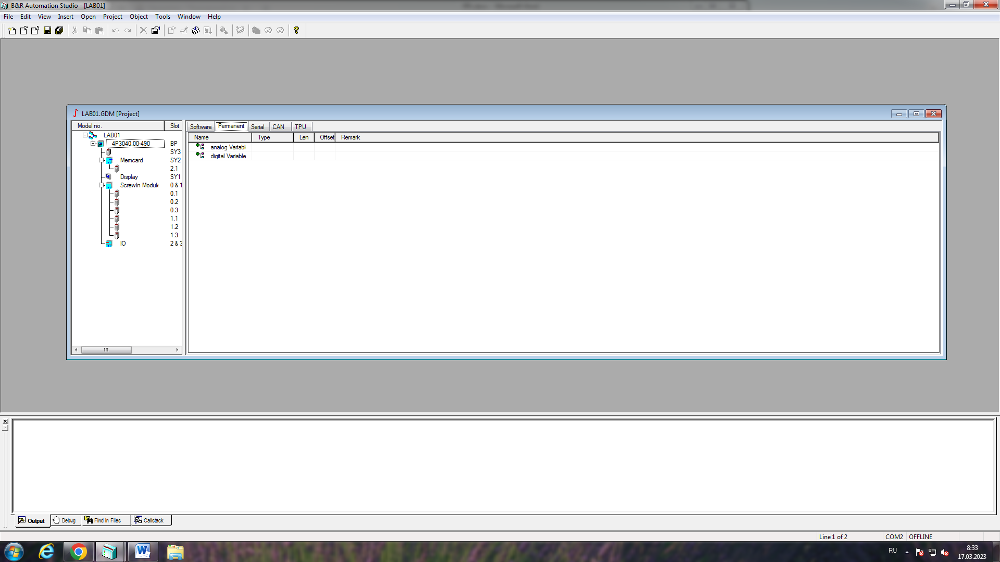 B&R Automation Studio - [LAB01]
File Edit View Insert Open Project Object Tools Window Help
LAB01.GDM [Project]
Model no. Slot
LAB01
4P3040.00-490 BP
SY3
Memcard SY2
2.1
Display SY1
ScrewIn Module 0 & 1
0.1
0.2
0.3
1.1
1.2
1.3
IO 2 & 3
Software Permanent Serial CAN TPU
Name Type Len Offset Remark
analog Variabl
digital Variable
Output Debug Find in Files Callstack
Line 1 of 2 COM2 OFFLINE
RU 8:33
17.03.2023